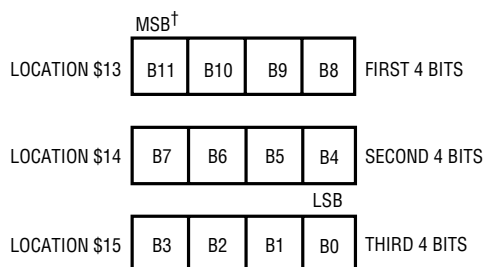 MSB†
LOCATION $13 B11 B10 B9 B8 FIRST 4 BITS
LOCATION $14 B7 B6 B5 B4 SECOND 4 BITS
LSB
LOCATION $15 B3 B2 B1 B0 THIRD 4 BITS